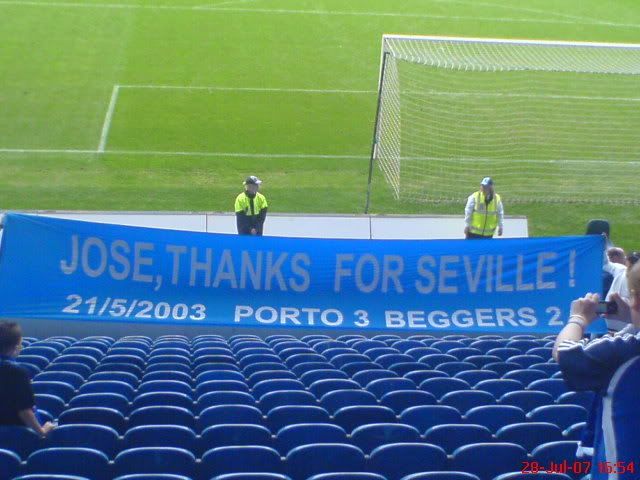 JOSE, THANKS FOR SEVILLE !
21/5/2003 PORTO 3 BEGGERS 2
28-Jul-07 16:54